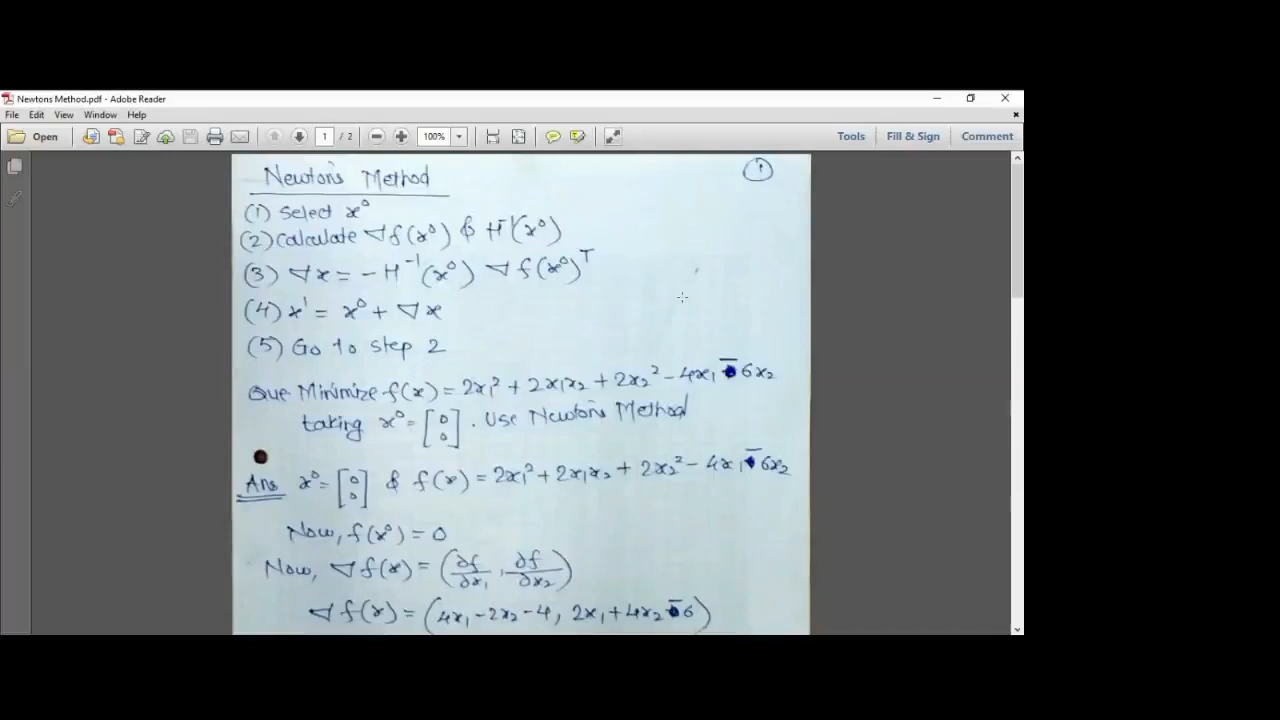 Newtons Method.pdf - Adobe Reader
File Edit View Window Help
Open 1 / 2 100% Tools Fill & Sign Comment
Newton's Method
1
(1) Select x⁰
(2) Calculate ∇f(x⁰) & H⁻¹(x⁰)
(3) ∇x = -H⁻¹(x⁰) ∇f(x⁰)ᵀ
(4) x¹ = x⁰ + ∇x
(5) Go to step 2
Que Minimize f(x) = 2x₁² + 2x₁x₂ + 2x₂² - 4x₁ - 6x₂
taking x⁰ = [0 0]. Use Newton's Method
Ans x⁰ = [0 0] & f(x) = 2x₁² + 2x₁x₂ + 2x₂² - 4x₁ - 6x₂
Now, f(x⁰) = 0
Now, ∇f(x) = (∂f/∂x₁, ∂f/∂x₂)
∇f(x) = (4x₁ - 2x₂ - 4, 2x₁ + 4x₂ - 6)